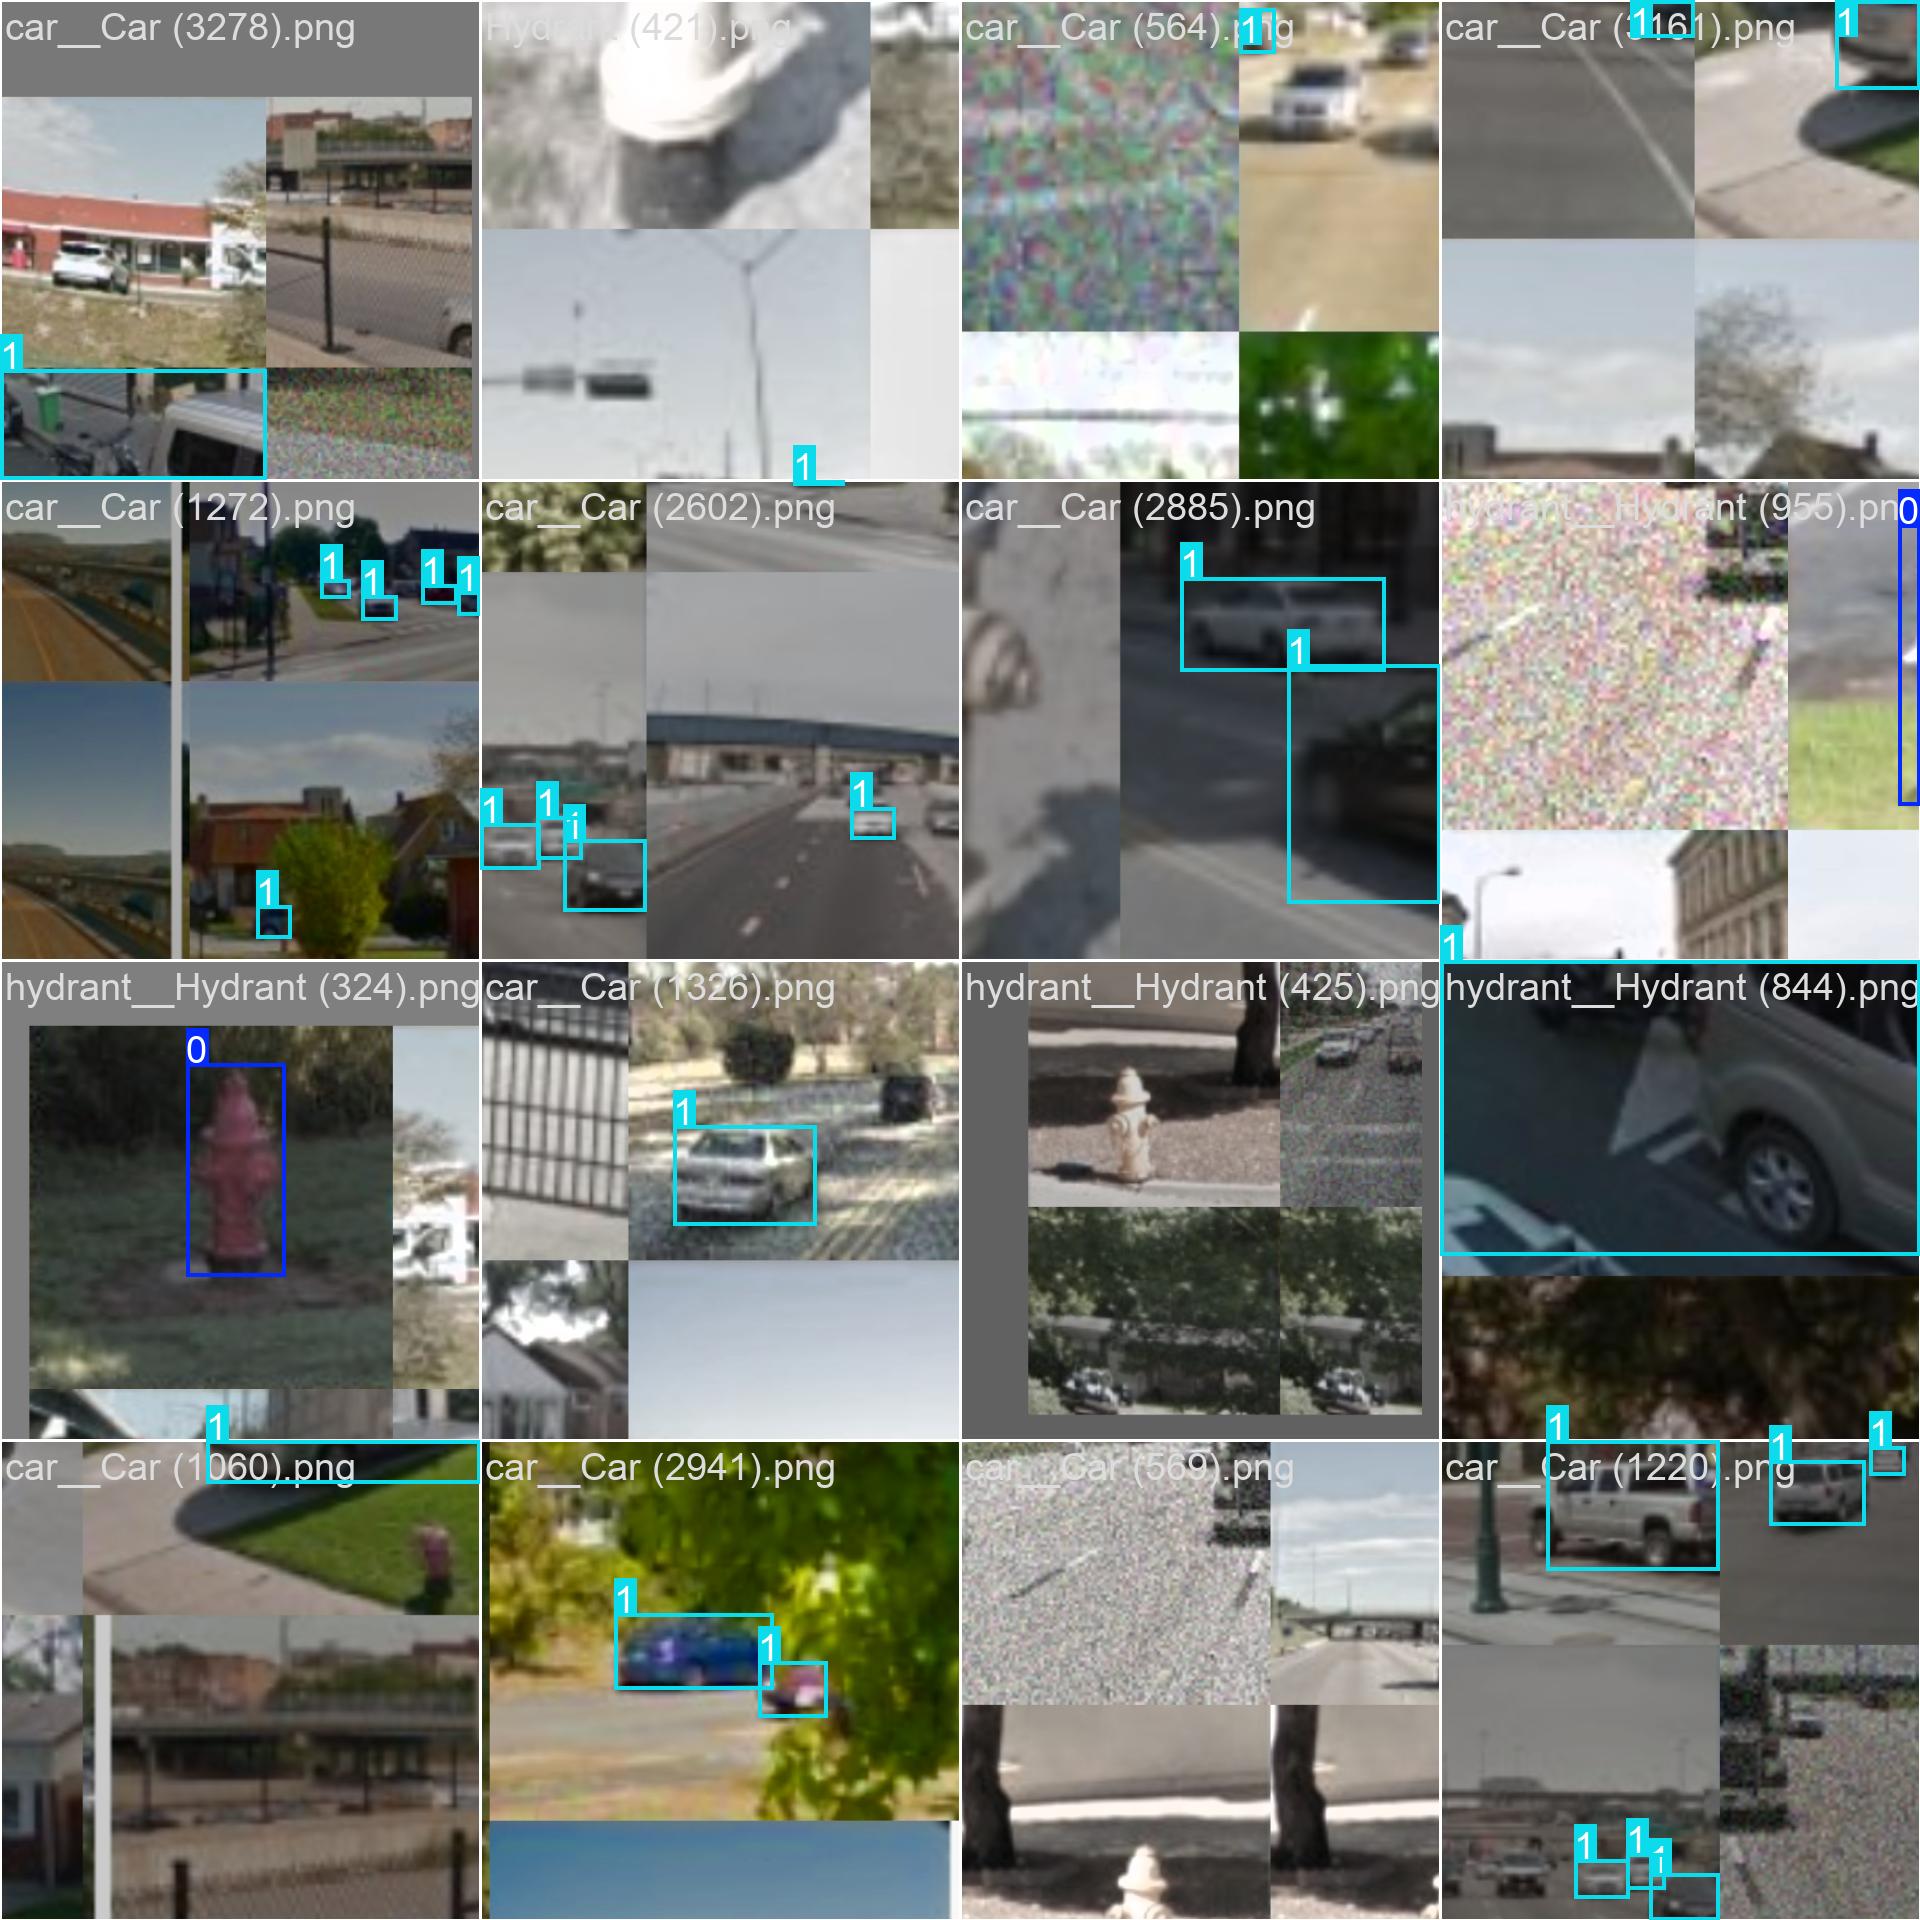 car__Car (3278).png
Hydrant (421).png
car__Car (564).png
1
car__Car (3161).png
1
1
1
1
car__Car (1272).png
1
1
1
1
1
car__Car (2602).png
1
1
1
1
car__Car (2885).png
1
1
hydrant__Hydrant (955).png
0
1
hydrant__Hydrant (324).png
0
1
car__Car (1326).png
1
hydrant__Hydrant (425).png
hydrant__Hydrant (844).png
car__Car (1060).png
car__Car (2941).png
1
1
car__Car (569).png
car__Car (1220).png
1
1
1
1
1
1